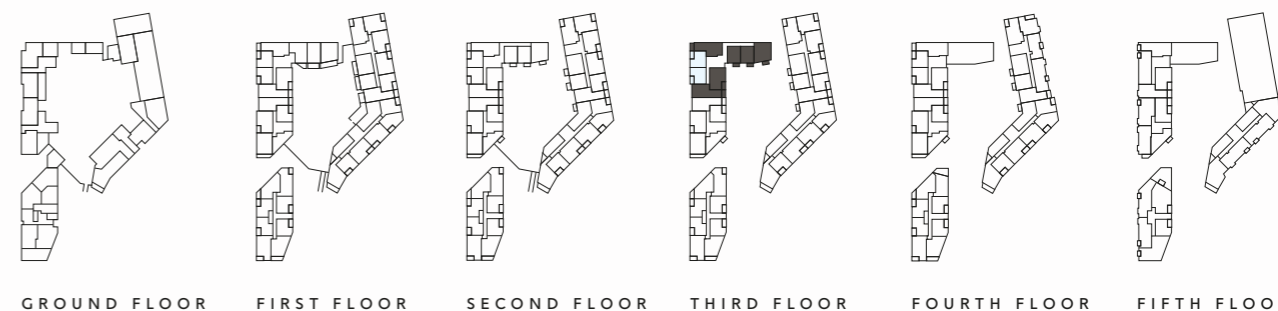 GROUND FLOOR
FIRST FLOOR
SECOND FLOOR
THIRD FLOOR
FOURTH FLOOR
FIFTH FLOO